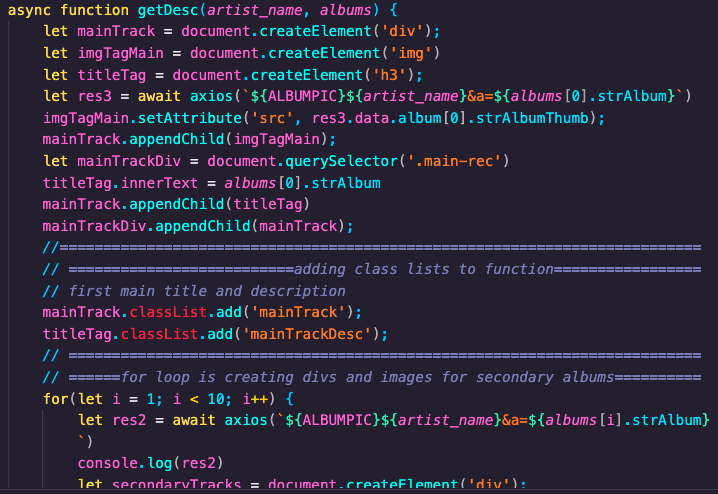 async function getDesc(artist_name, albums) {
    let mainTrack = document.createElement('div');
    let imgTagMain = document.createElement('img')
    let titleTag = document.createElement('h3');
    let res3 = await axios(`${ALBUMPIC}${artist_name}&a=${albums[0].strAlbum}`)
    imgTagMain.setAttribute('src', res3.data.album[0].strAlbumThumb);
    mainTrack.appendChild(imgTagMain);
    let mainTrackDiv = document.querySelector('.main-rec')
    titleTag.innerText = albums[0].strAlbum
    mainTrack.appendChild(titleTag)
    mainTrackDiv.appendChild(mainTrack);
    //==========================================================================
    // ==========================adding class lists to function=================
    // first main title and description
    mainTrack.classList.add('mainTrack');
    titleTag.classList.add('mainTrackDesc');
    // =========================================================================
    // ======for loop is creating divs and images for secondary albums==========
    for(let i = 1; i < 10; i++) {
        let res2 = await axios(`${ALBUMPIC}${artist_name}&a=${albums[i].strAlbum}
        `)
        console.log(res2)
        let secondaryTracks = document.createElement('div');